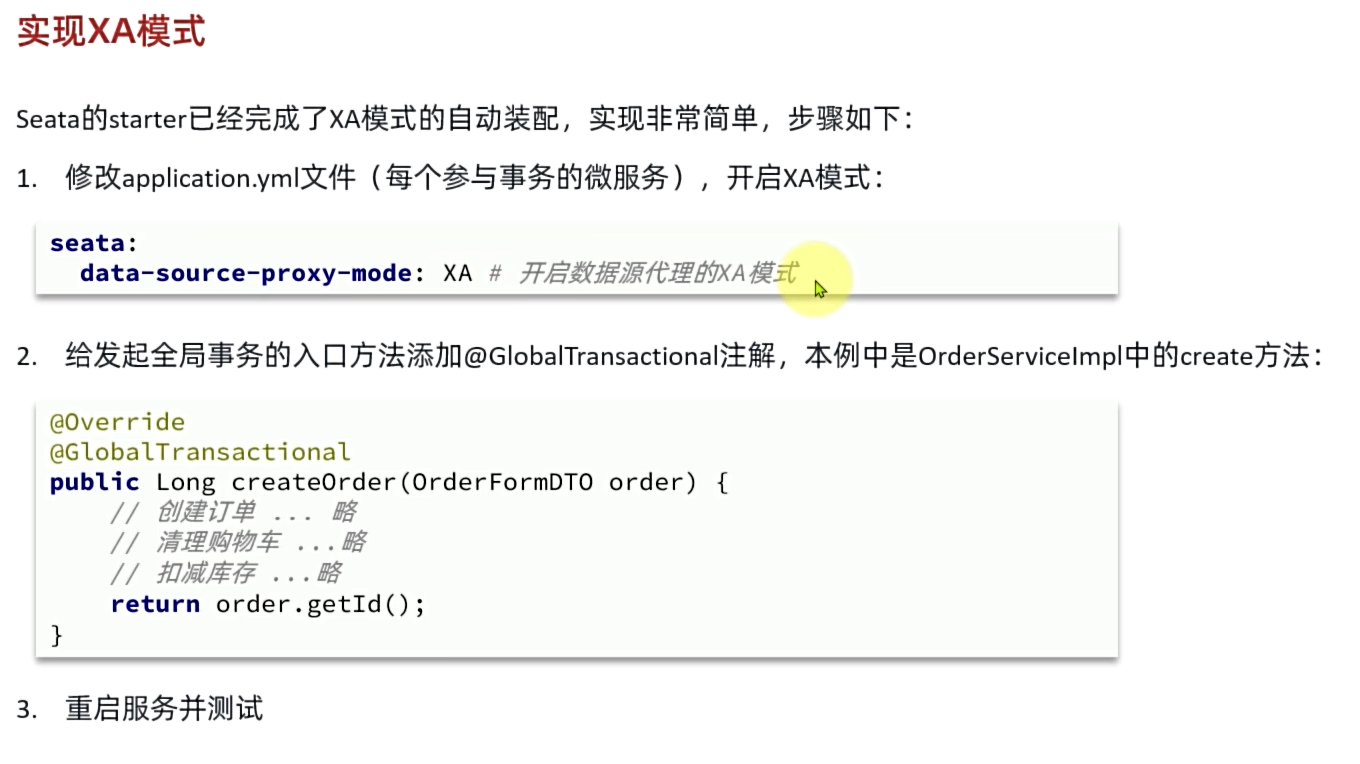 实现XA模式
Seata的starter已经完成了XA模式的自动装配，实现非常简单，步骤如下：
1. 修改application.yml文件（每个参与事务的微服务），开启XA模式：
seata:
  data-source-proxy-mode: XA # 开启数据源代理的XA模式
2. 给发起全局事务的入口方法添加@GlobalTransactional注解，本例中是OrderServiceImpl中的create方法：
@Override
@GlobalTransactional
public Long createOrder(OrderFormDTO order) {
    // 创建订单 ... 略
    // 清理购物车 ...略
    // 扣减库存 ...略
    return order.getId();
}
3. 重启服务并测试